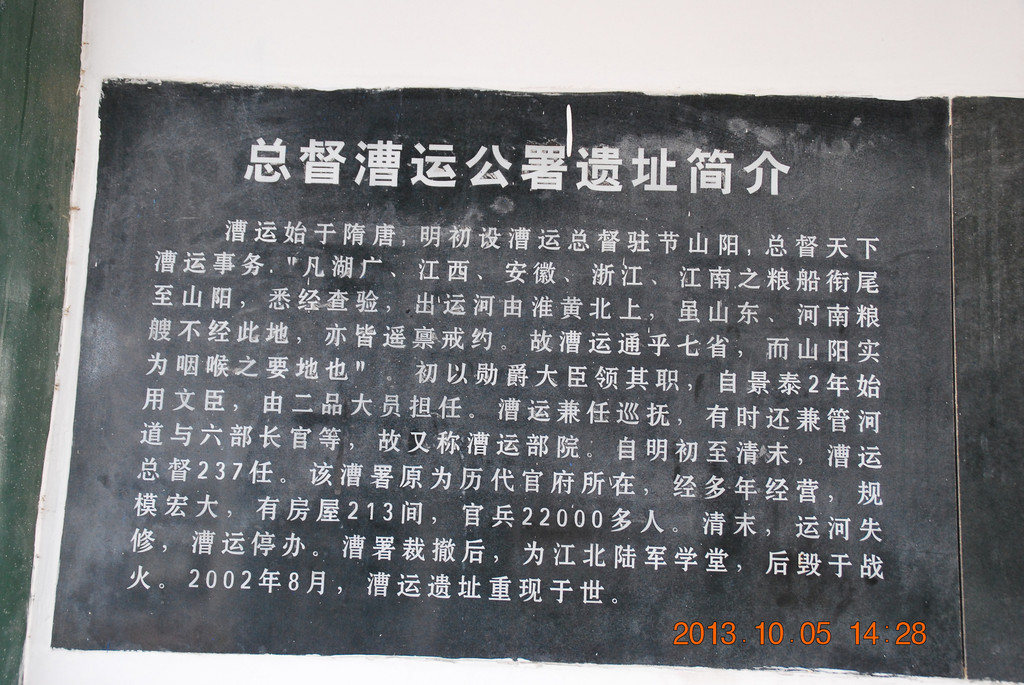 总督漕运公署遗址简介
漕运始于隋唐,明初设漕运总督驻节山阳,总督天下
漕运事务."凡湖广、江西、安徽、浙江、江南之粮船衔尾
至山阳，悉经查验，出运河由淮黄北上，虽山东、河南粮
艘不经此地，亦皆遥禀戒约。故漕运通乎七省，而山阳实
为咽喉之要地也"。初以勋爵大臣领其职，自景泰2年始
用文臣，由二品大员担任。漕运兼任巡抚，有时还兼管河
道与六部长官等，故又称漕运部院。自明初至清末，漕运
总督237任。该漕署原为历代官府所在，经多年经营，规
模宏大，有房屋213间，官兵22000多人。清末，运河失
修，漕运停办。漕署裁撤后，为江北陆军学堂，后毁于战
火。2002年8月，漕运遗址重现于世。
2013.10.05 14:28